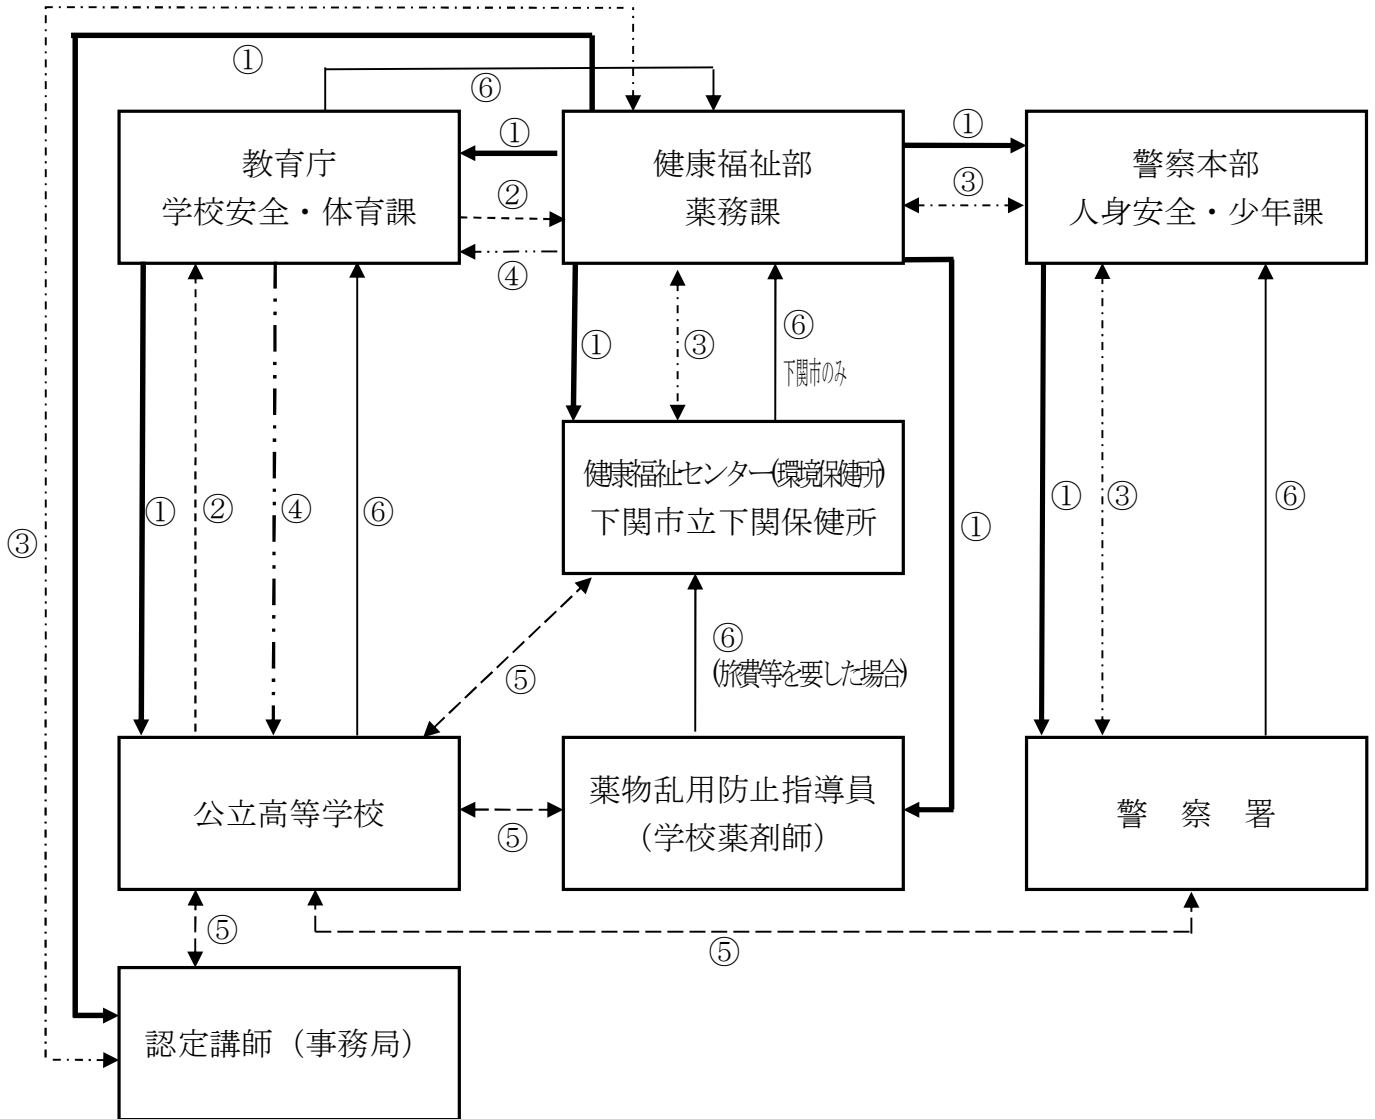 ①
⑥
教育庁
学校安全・体育課
①
②
④
健康福祉部
薬務課
①
③
警察本部
人身安全・少年課
①
③
⑥
下関市のみ
健康福祉センター(環境保健所)
下関市立下関保健所
③
①
②
④
⑥
①
①
③
⑥
⑤
⑥
(旅費等を要した場合)
公立高等学校
⑤
薬物乱用防止指導員
（学校薬剤師）
警　察　署
⑤
⑤
認定講師（事務局）